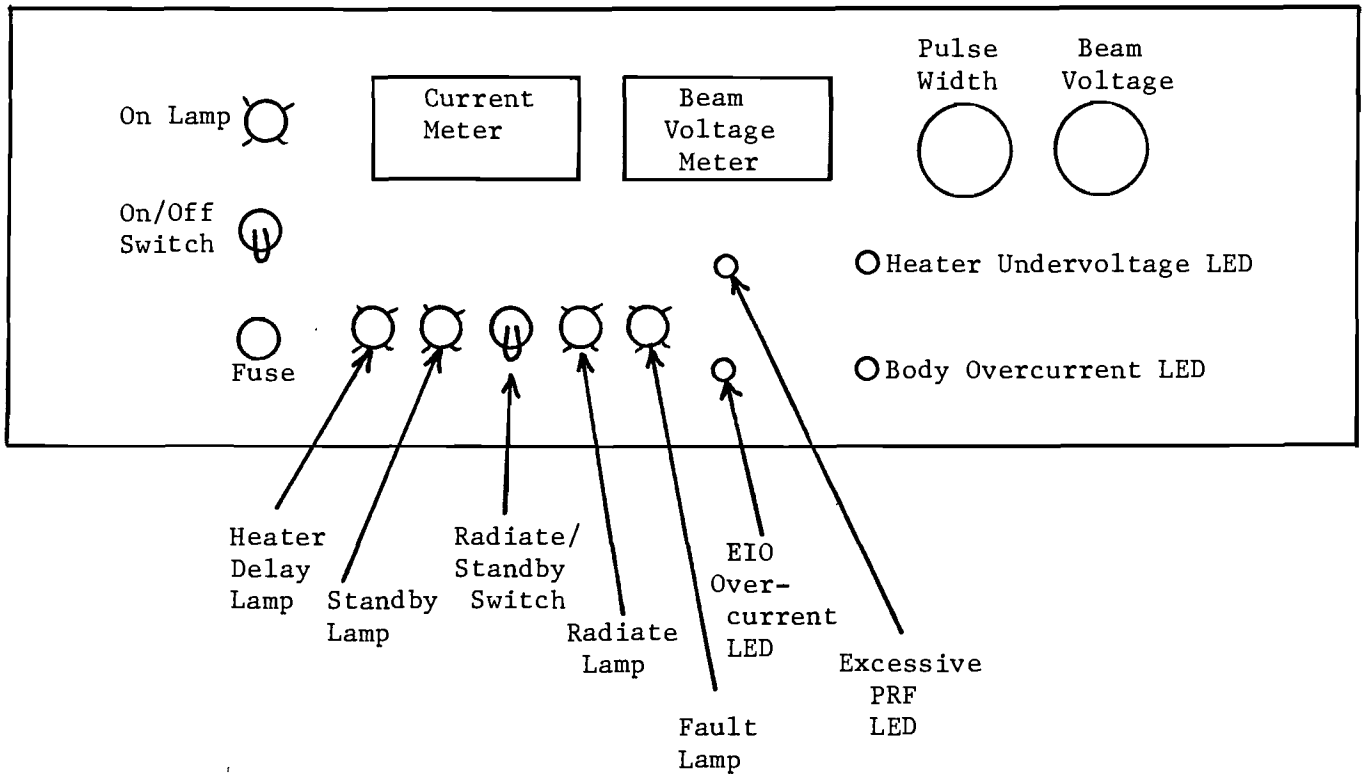 Pulse
Width
Beam
Voltage
Current
Meter
Beam
Voltage
Meter
On Lamp
On/Off
Switch
Heater Undervoltage LED
Fuse
Body Overcurrent LED
Heater
Delay
Lamp
Standby
Lamp
Radiate/
Standby
Switch
Radiate
Lamp
EIO
Over-
current
LED
Excessive
PRF
LED
Fault
Lamp